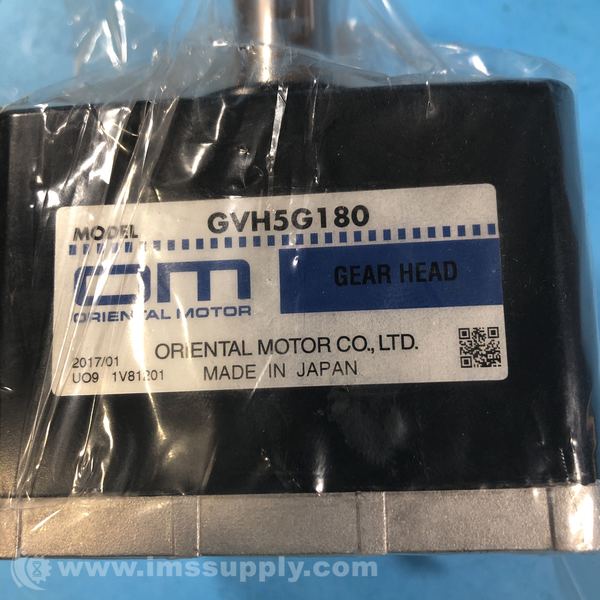 MODEL GVH5G180
OM
ORIENTAL MOTOR
GEAR HEAD
ORIENTAL MOTOR CO., LTD.
2017/01
UO9 1V81201
MADE IN JAPAN
© www.imssupply.com